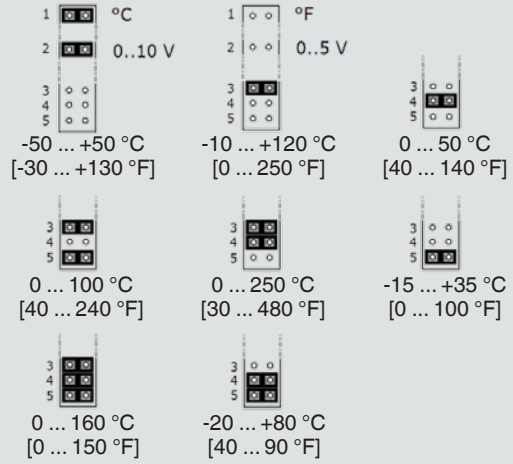 1 °C
2 0..10 V
3
4
5
-50 ... +50 °C
[-30 ... +130 °F]
1 °F
2 0..5 V
3
4
5
-10 ... +120 °C
[0 ... 250 °F]
3
4
5
0 ... 50 °C
[40 ... 140 °F]
3
4
5
0 ... 100 °C
[40 ... 240 °F]
3
4
5
0 ... 250 °C
[30 ... 480 °F]
3
4
5
-15 ... +35 °C
[0 ... 100 °F]
3
4
5
0 ... 160 °C
[0 ... 150 °F]
3
4
5
-20 ... +80 °C
[40 ... 90 °F]